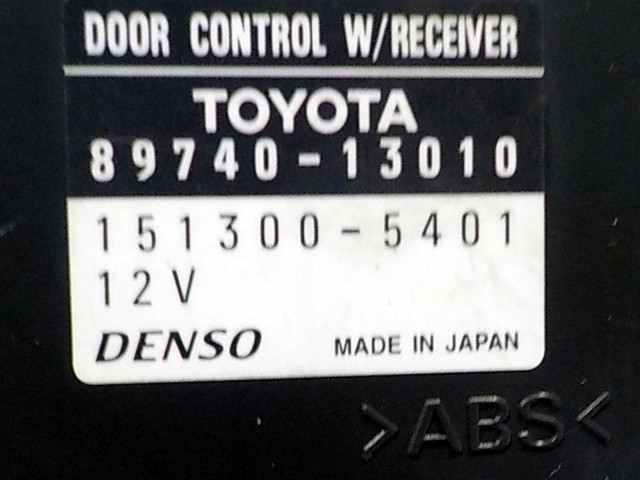 DOOR CONTROL W/RECEIVER
TOYOTA
89740-13010
151300-5401
12V
DENSO MADE IN JAPAN
>ABS<